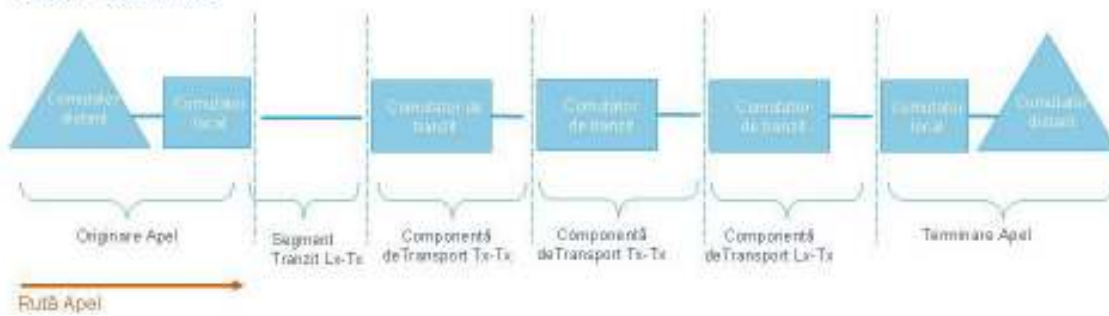 Comutator
distant
Comutator
local
Comutator de
tranzit
Comutator
de tranzit
Comutator
de tranzit
Comutator
local
Comutator
distant
Originare Apel
Segment
Tranzit Lx-Tx
Componentă
deTransport Tx-Tx
Componentă
deTransport Tx-Tx
Componentă
deTransport Lx-Tx
Terminare Apel
Rută Apel